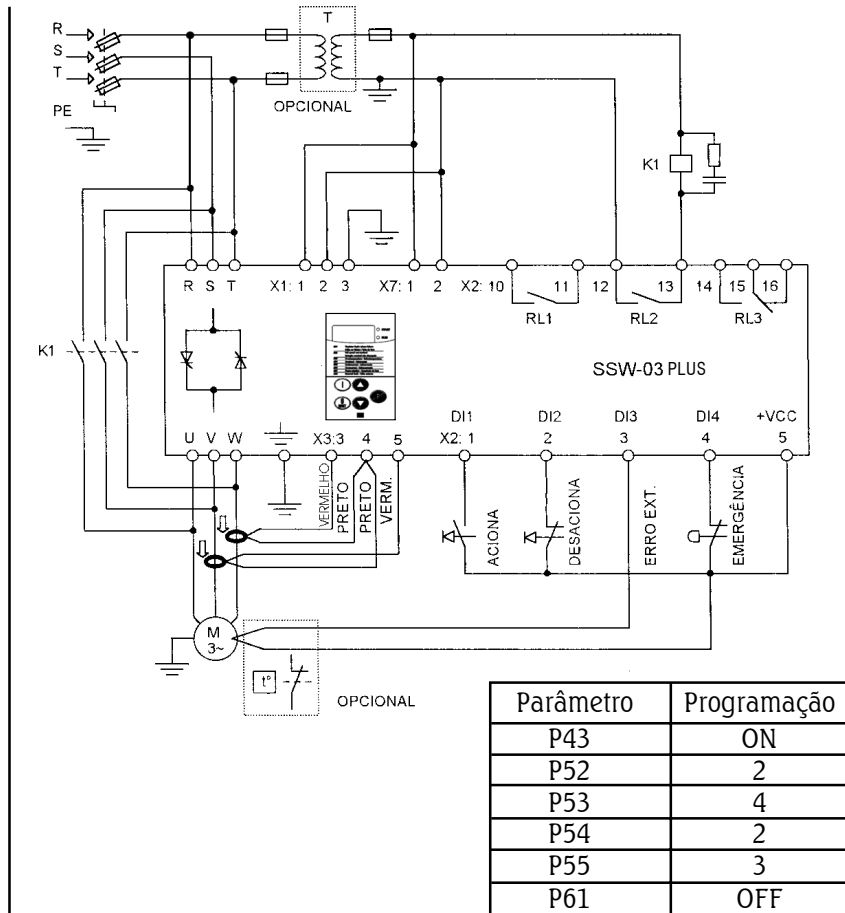 T
R
S
T
PE
OPCIONAL
K1
R S T X1: 1 2 3 X7: 1 2 X2: 10 11 12 13 14 15 16
RL1 RL2 RL3
K1
SSW-03 PLUS
DI1 DI2 DI3 DI4 +VCC
U V W X3:3 4 5 X2: 1 2 3 4 5
VERMELHO
PRETO
PRETO
VERM.
ACIONA
DESACIONA
ERRO EXT.
EMERGÊNCIA
M
3~
t°
OPCIONAL
Parâmetro Programação
P43 ON
P52 2
P53 4
P54 2
P55 3
P61 OFF